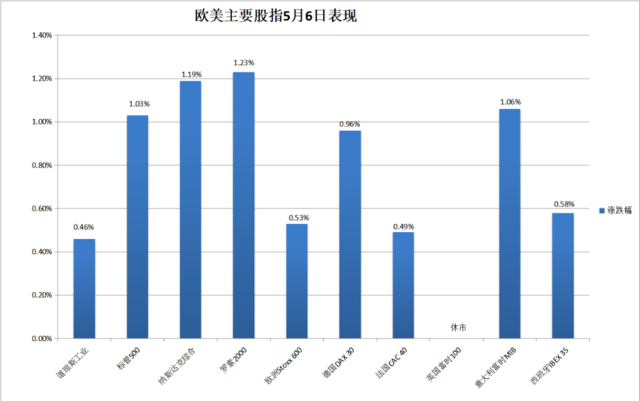 欧美主要股指5月6日表现
1.40%
1.20%
1.00%
0.80%
0.60%
0.40%
0.20%
0.00%
0.46%
1.03%
1.19%
1.23%
0.53%
0.96%
0.49%
休市
1.06%
0.58%
涨跌幅
道琼斯工业
标普500
纳斯达克综合
罗素2000
欧洲Stoxx 600
德国DAX 30
法国CAC 40
英国富时100
意大利富时MIB
西班牙IBEX 35